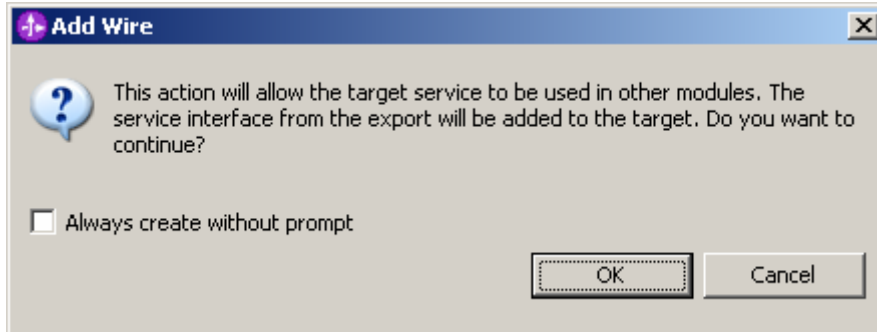 Add Wire
This action will allow the target service to be used in other modules. The
service interface from the export will be added to the target. Do you want to
continue?
Always create without prompt
OK Cancel